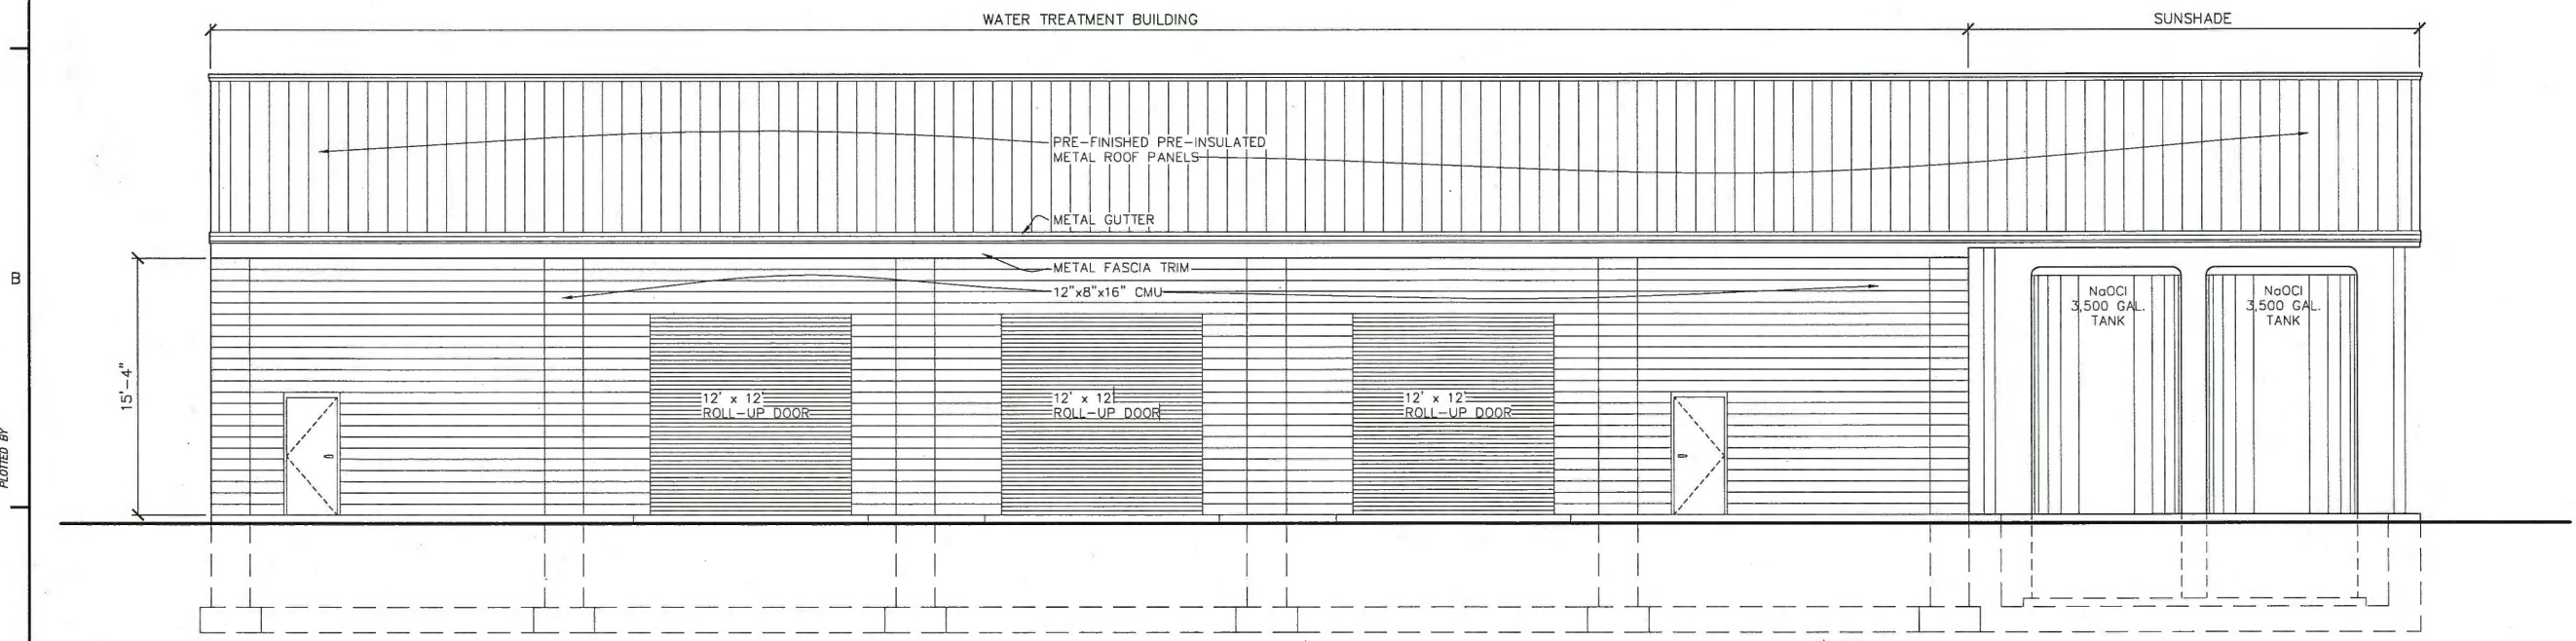 WATER TREATMENT BUILDING
SUNSHADE
PRE-FINISHED PRE-INSULATED
METAL ROOF PANELS
METAL GUTTER
B
METAL FASCIA TRIM
12"x8"x16" CMU
NaOCl
3,500 GAL.
TANK
NaOCl
3,500 GAL.
TANK
15'-4"
12' x 12'
ROLL-UP DOOR
12' x 12'
ROLL-UP DOOR
12' x 12'
ROLL-UP DOOR
PLOTTED BY